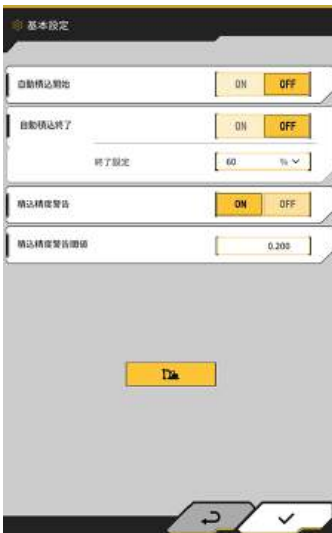 基本設定
自動積込開始
ON OFF
自動積込終了
ON OFF
終了設定
60 %
積込精度警告
ON OFF
積込精度警告閾値
0.200